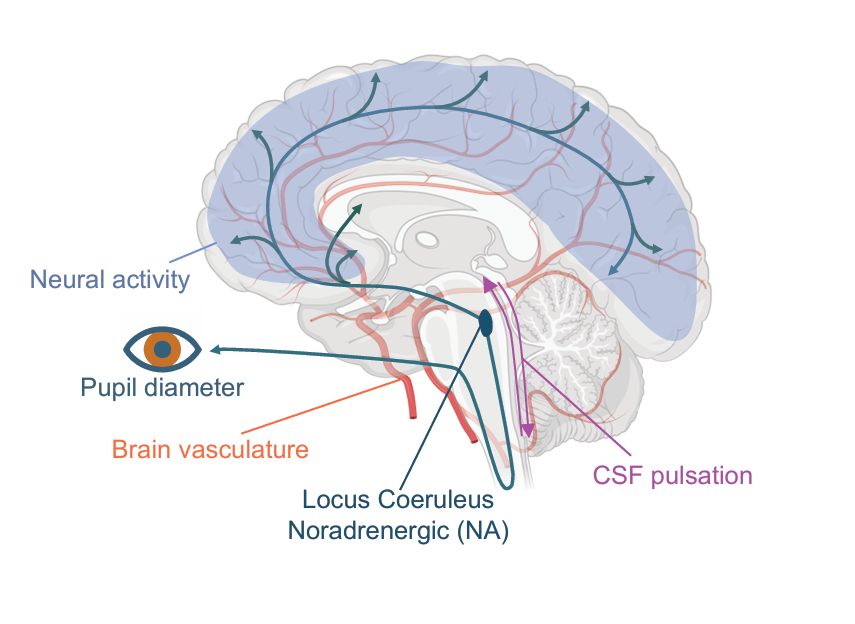 Neural activity
Pupil diameter
Brain vasculature
Locus Coeruleus
Noradrenergic (NA)
CSF pulsation